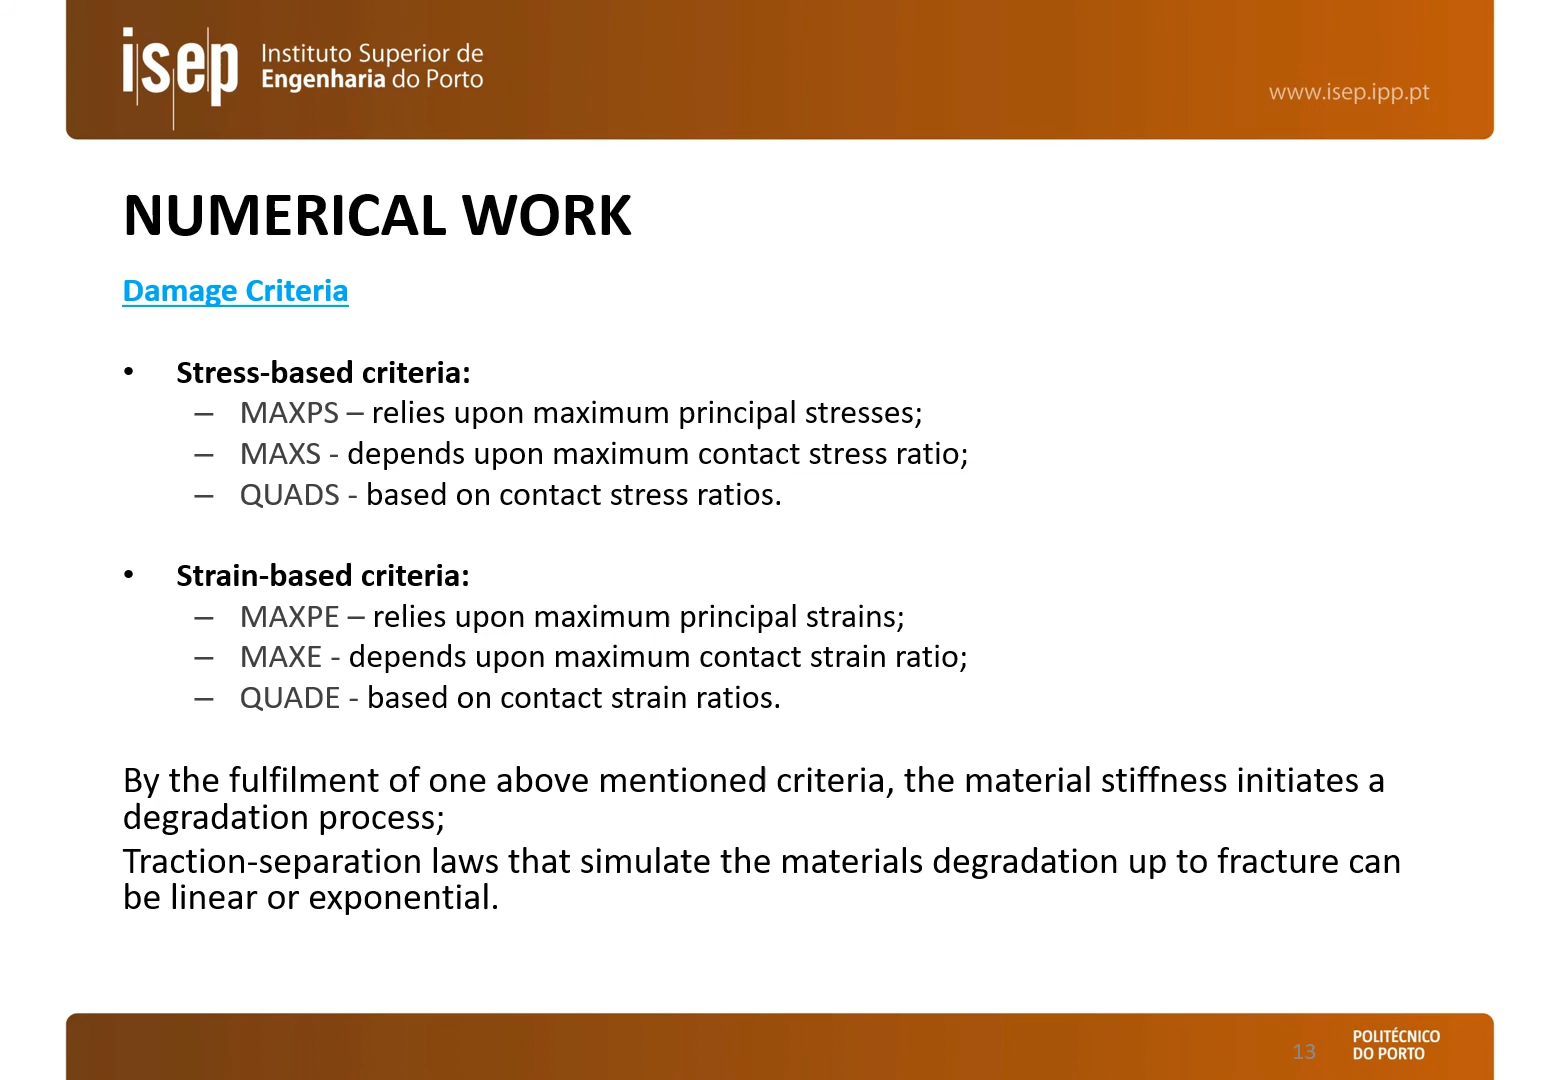 isep
Instituto Superior de
Engenharia do Porto
www.isep.ipp.pt
NUMERICAL WORK
Damage Criteria
• Stress-based criteria:
– MAXPS – relies upon maximum principal stresses;
– MAXS - depends upon maximum contact stress ratio;
– QUADS - based on contact stress ratios.
• Strain-based criteria:
– MAXPE – relies upon maximum principal strains;
– MAXE - depends upon maximum contact strain ratio;
– QUADE - based on contact strain ratios.
By the fulfilment of one above mentioned criteria, the material stiffness initiates a
degradation process;
Traction-separation laws that simulate the materials degradation up to fracture can
be linear or exponential.
13
POLITÉCNICO
DO PORTO